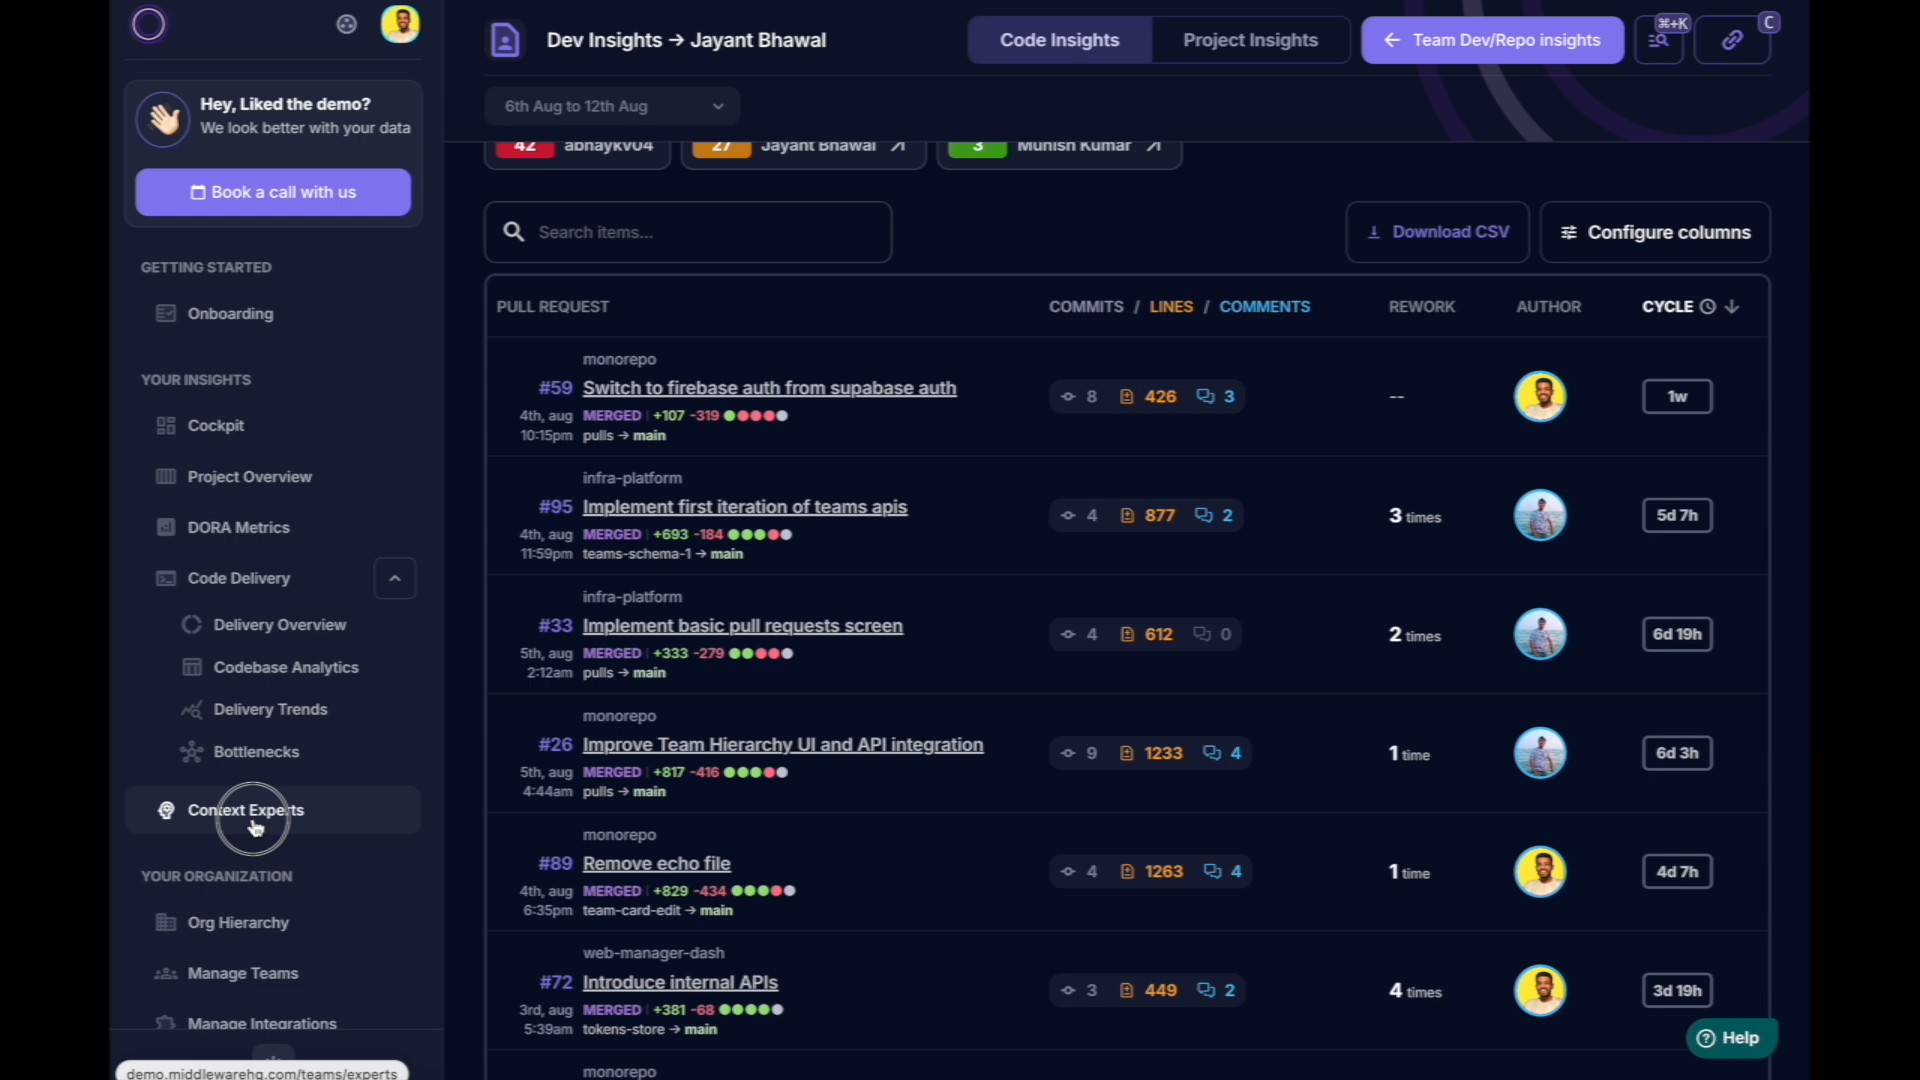 Dev Insights → Jayant Bhawal
Code Insights
Project Insights
← Team Dev/Repo insights
⌘+K
C
6th Aug to 12th Aug
Hey, Liked the demo?
We look better with your data
Book a call with us
GETTING STARTED
Onboarding
YOUR INSIGHTS
Cockpit
Project Overview
DORA Metrics
Code Delivery
Delivery Overview
Codebase Analytics
Delivery Trends
Bottlenecks
Context Experts
YOUR ORGANIZATION
Org Hierarchy
Manage Teams
Manage Integrations
demo.middlewarehq.com/teams/experts
42 abhaykv04
27 Jayant Bhawal
3 Munish Kumar
Search items...
Download CSV
Configure columns
PULL REQUEST COMMITS / LINES / COMMENTS REWORK AUTHOR CYCLE
monorepo
#59 Switch to firebase auth from supabase auth 8 426 3 -- 1w
4th, aug MERGED +107 -319
10:15pm pulls → main
infra-platform
#95 Implement first iteration of teams apis 4 877 2 3 times 5d 7h
4th, aug MERGED +693 -184
11:59pm teams-schema-1 → main
infra-platform
#33 Implement basic pull requests screen 4 612 0 2 times 6d 19h
5th, aug MERGED +333 -279
2:12am pulls → main
monorepo
#26 Improve Team Hierarchy UI and API integration 9 1233 4 1 time 6d 3h
5th, aug MERGED +817 -416
4:44am pulls → main
monorepo
#89 Remove echo file 4 1263 4 1 time 4d 7h
4th, aug MERGED +829 -434
6:35pm team-card-edit → main
web-manager-dash
#72 Introduce internal APIs 3 449 2 4 times 3d 19h
3rd, aug MERGED +381 -68
5:39am tokens-store → main
monorepo
Help